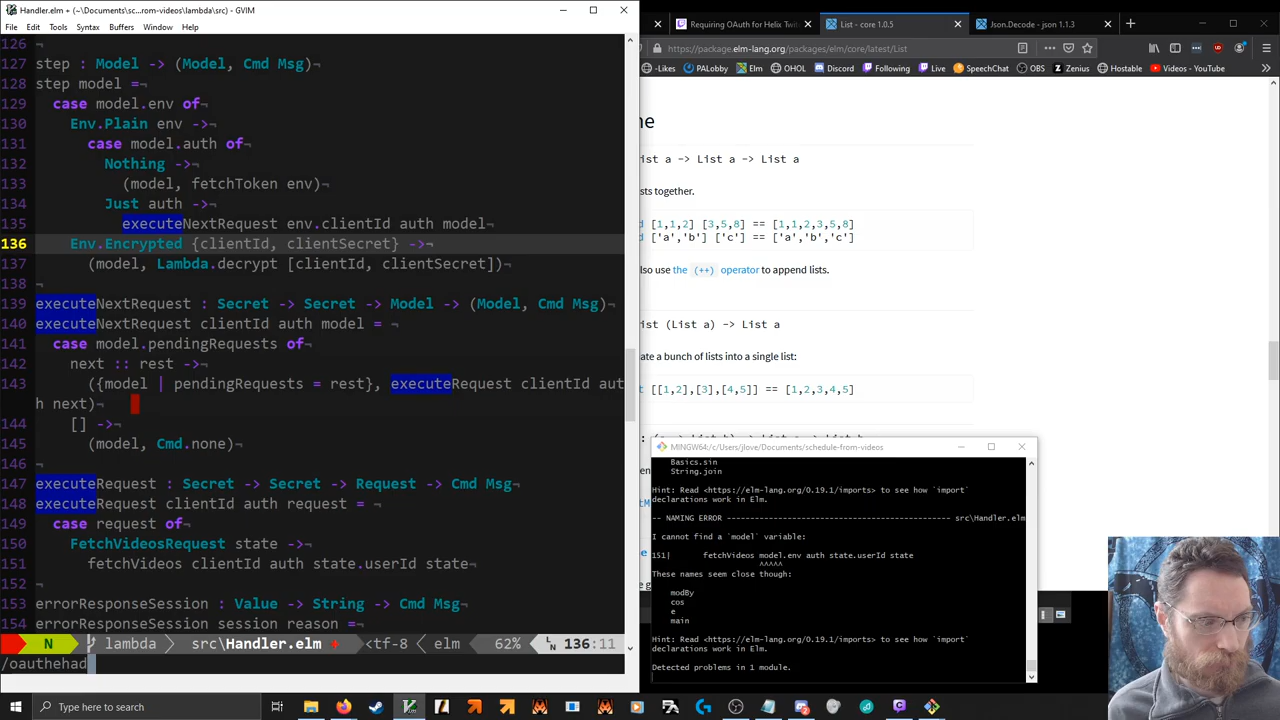 Handler.elm + (~\Documents\sc...rom-videos\lambda\src) - GVIM
File Edit Tools Syntax Buffers Window Help
126 ¬
127 step : Model -> (Model, Cmd Msg)¬
128 step model =¬
129 case model.env of¬
130 Env.Plain env ->¬
131 case model.auth of¬
132 Nothing ->¬
133 (model, fetchToken env)¬
134 Just auth ->¬
135 executeNextRequest env.clientId auth model¬
136 Env.Encrypted {clientId, clientSecret} ->¬
137 (model, Lambda.decrypt [clientId, clientSecret])¬
138 ¬
139 executeNextRequest : Secret -> Secret -> Model -> (Model, Cmd Msg)¬
140 executeNextRequest clientId auth model = ¬
141 case model.pendingRequests of¬
142 next :: rest ->¬
143 ({model | pendingRequests = rest}, executeRequest clientId aut
h next)¬
144 [] ->¬
145 (model, Cmd.none)¬
146 ¬
147 executeRequest : Secret -> Secret -> Request -> Cmd Msg¬
148 executeRequest clientId auth request = ¬
149 case request of¬
150 FetchVideosRequest state ->¬
151 fetchVideos clientId auth state.userId state¬
152 ¬
153 errorResponseSession : Value -> String -> Cmd Msg¬
154 errorResponseSession session reason =¬
N lambda src\Handler.elm + <tf-8 < elm 62% LN 136:11
/oauthehad
Requiring OAuth for Helix Twi
List - core 1.0.5
Json.Decode - json 1.1.3
https://package.elm-lang.org/packages/elm/core/latest/List
-Likes PALobby Elm OHOL Discord Following Live SpeechChat OBS Zenius Hostable Videos - YouTube
ne
ist a -> List a -> List a
sts together.
d [1,1,2] [3,5,8] == [1,1,2,3,5,8]
d ['a','b'] ['c'] == ['a','b','c']
lso use the (++) operator to append lists.
ist (List a) -> List a
ate a bunch of lists into a single list:
t [[1,2],[3],[4,5]] == [1,2,3,4,5]
MINGW64:/c/Users/jlove/Documents/schedule-from-videos
Basics.sin
String.join
Hint: Read <https://elm-lang.org/0.19.1/imports> to see how `import`
declarations work in Elm.
-- NAMING ERROR ---------------------------------------------- src\Handler.elm
I cannot find a `model` variable:
151| fetchVideos model.env auth state.userId state
^^^^^
These names seem close though:
modBy
cos
e
main
Hint: Read <https://elm-lang.org/0.19.1/imports> to see how `import`
declarations work in Elm.
Detected problems in 1 module.
Type here to search